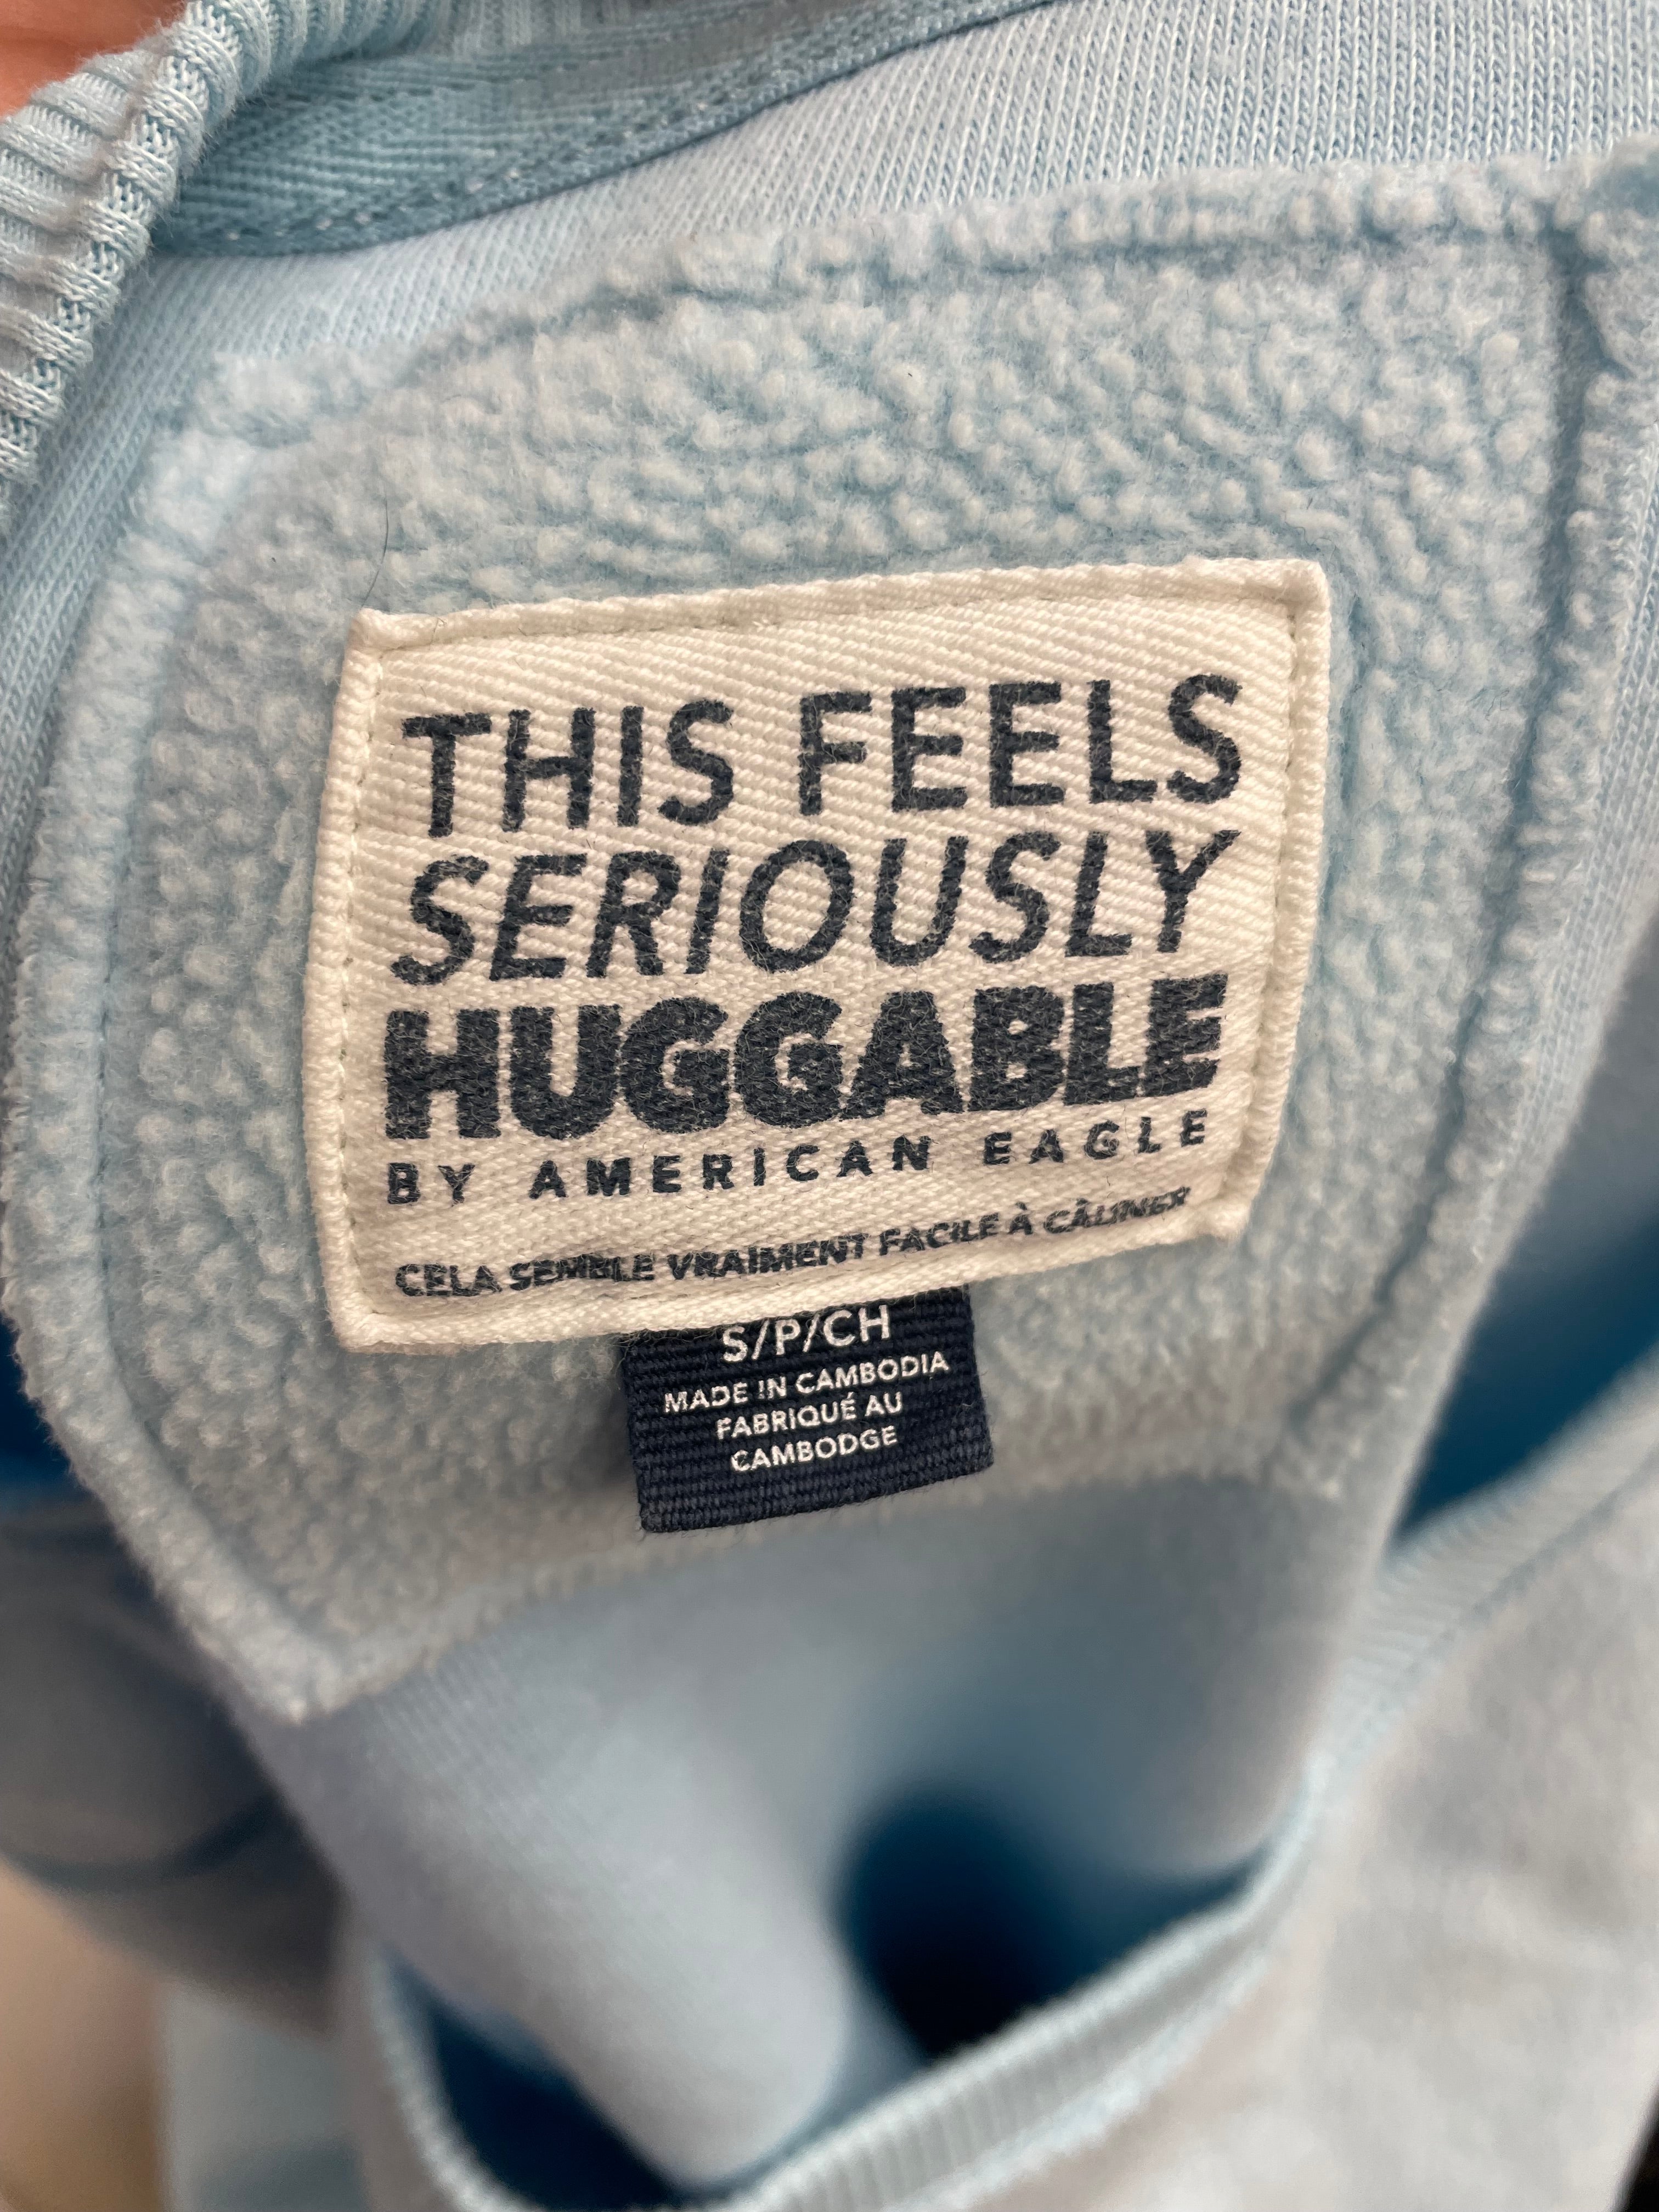 THIS FEELS
SERIOUSLY
HUGGABLE
BY AMERICAN EAGLE
CELA SEMBLE VRAIMENT FACILE À CÂLINER
S/P/CH
MADE IN CAMBODIA
FABRIQUÉ AU
CAMBODGE